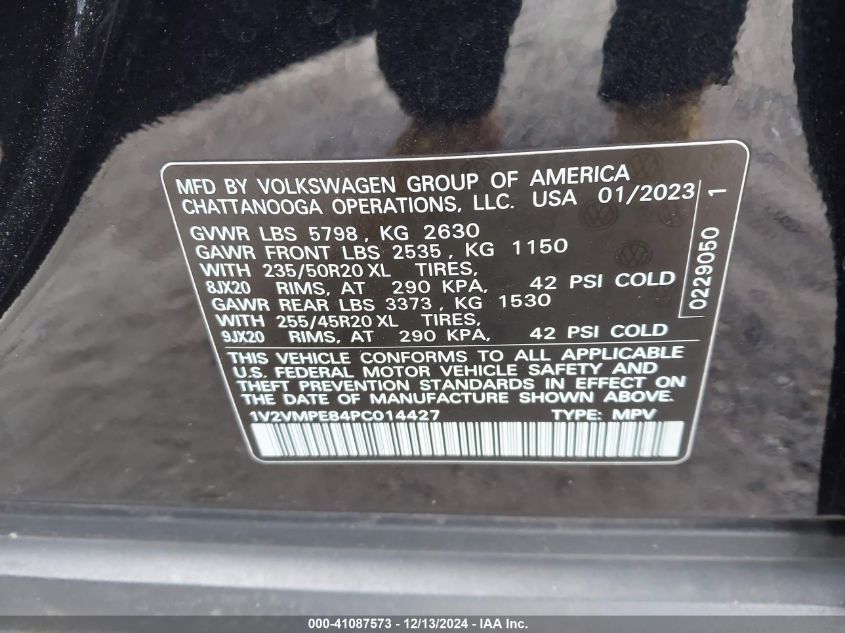 MFD BY VOLKSWAGEN GROUP OF AMERICA
CHATTANOOGA OPERATIONS, LLC. USA 01/2023
GVWR LBS 5798, KG 2630
GAWR FRONT LBS 2535, KG 1150
WITH 235/50R20 XL TIRES,
8JX20 RIMS, AT 290 KPA, 42 PSI COLD
GAWR REAR LBS 3373, KG 1530
WITH 255/45R20 XL TIRES,
9JX20 RIMS, AT 290 KPA, 42 PSI COLD
THIS VEHICLE CONFORMS TO ALL APPLICABLE
U.S. FEDERAL MOTOR VEHICLE SAFETY AND
THEFT PREVENTION STANDARDS IN EFFECT ON
THE DATE OF MANUFACTURE SHOWN ABOVE.
1V2VMPE84PC014427 TYPE: MPV
0229050 1
000-41087573 - 12/13/2024 - IAA Inc.